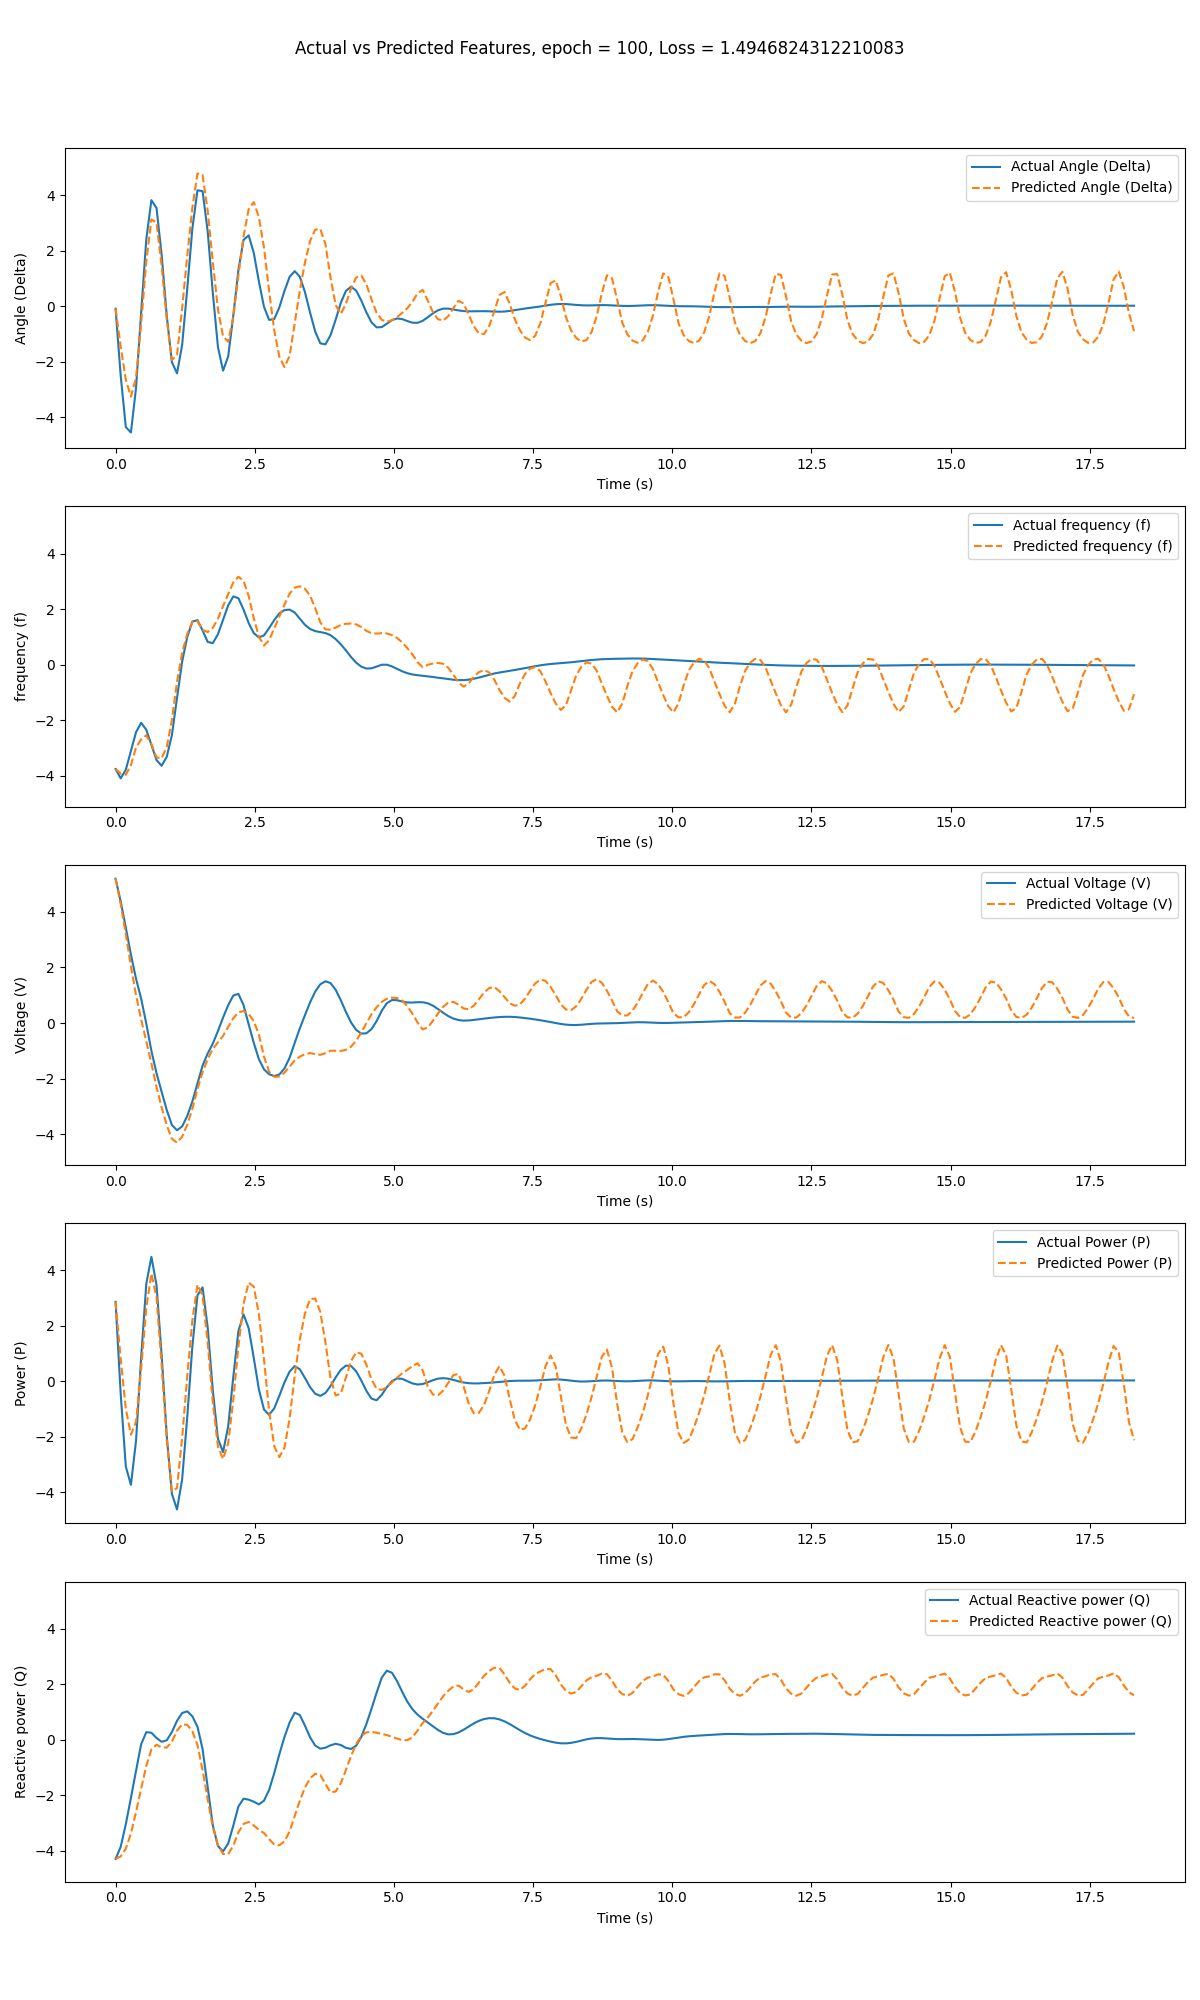 Actual vs Predicted Features, epoch = 100, Loss = 1.4946824312210083
Actual Angle (Delta)
Predicted Angle (Delta)
Angle (Delta)
4
2
0
−2
−4
0.0 2.5 5.0 7.5 10.0 12.5 15.0 17.5
Time (s)
Actual frequency (f)
Predicted frequency (f)
frequency (f)
4
2
0
−2
−4
0.0 2.5 5.0 7.5 10.0 12.5 15.0 17.5
Time (s)
Actual Voltage (V)
Predicted Voltage (V)
Voltage (V)
4
2
0
−2
−4
0.0 2.5 5.0 7.5 10.0 12.5 15.0 17.5
Time (s)
Actual Power (P)
Predicted Power (P)
Power (P)
4
2
0
−2
−4
0.0 2.5 5.0 7.5 10.0 12.5 15.0 17.5
Time (s)
Actual Reactive power (Q)
Predicted Reactive power (Q)
Reactive power (Q)
4
2
0
−2
−4
0.0 2.5 5.0 7.5 10.0 12.5 15.0 17.5
Time (s)